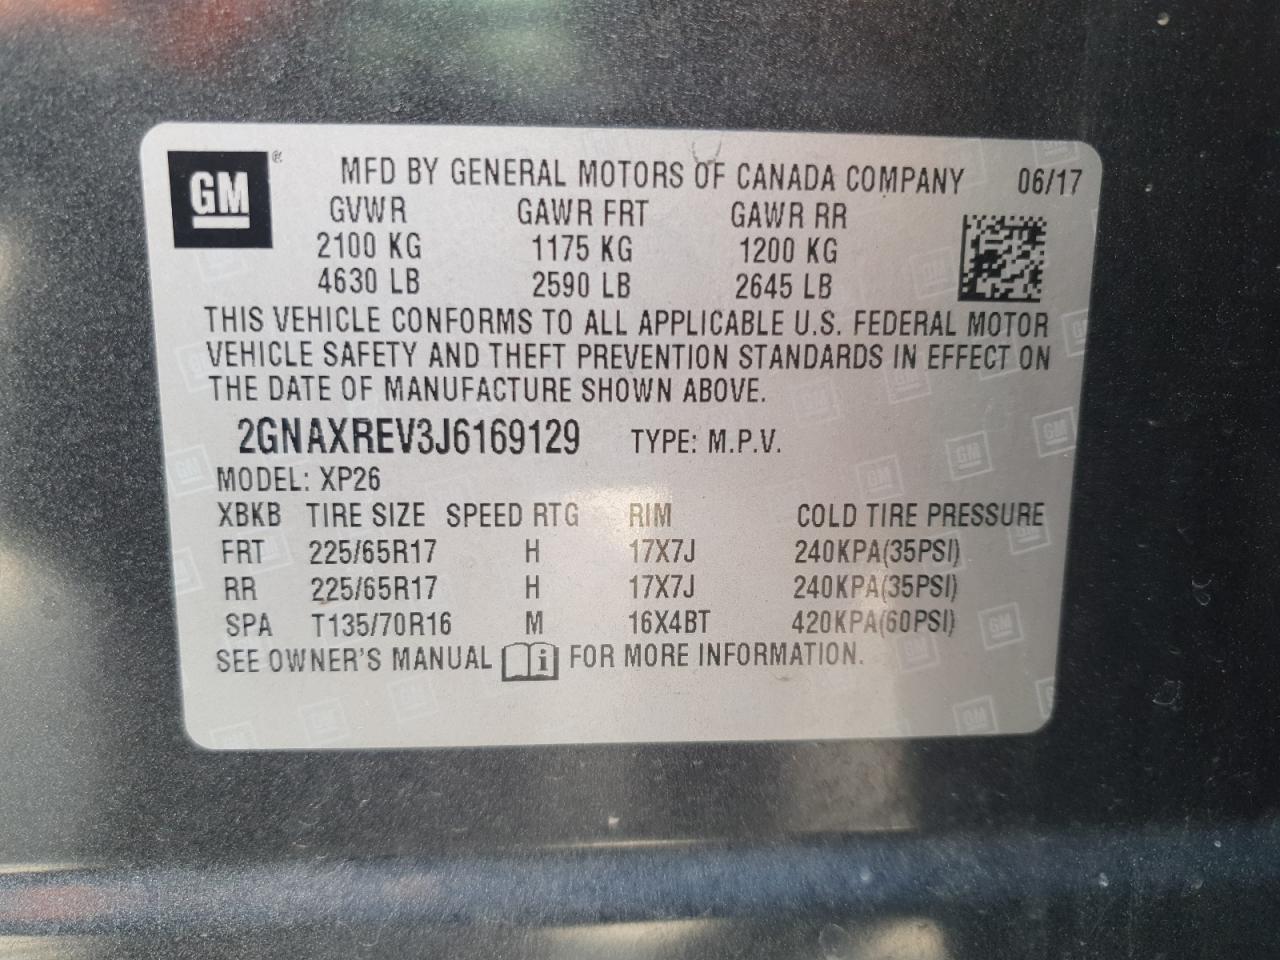 GM ® MFD BY GENERAL MOTORS OF CANADA COMPANY 06/17
GVWR GAWR FRT GAWR RR
2100 KG 1175 KG 1200 KG
4630 LB 2590 LB 2645 LB
THIS VEHICLE CONFORMS TO ALL APPLICABLE U.S. FEDERAL MOTOR
VEHICLE SAFETY AND THEFT PREVENTION STANDARDS IN EFFECT ON
THE DATE OF MANUFACTURE SHOWN ABOVE.
2GNAXREV3J6169129 TYPE: M.P.V.
MODEL: XP26
XBKB TIRE SIZE SPEED RTG RIM COLD TIRE PRESSURE
FRT 225/65R17 H 17X7J 240KPA(35PSI)
RR 225/65R17 H 17X7J 240KPA(35PSI)
SPA T135/70R16 M 16X4BT 420KPA(60PSI)
SEE OWNER'S MANUAL i FOR MORE INFORMATION.